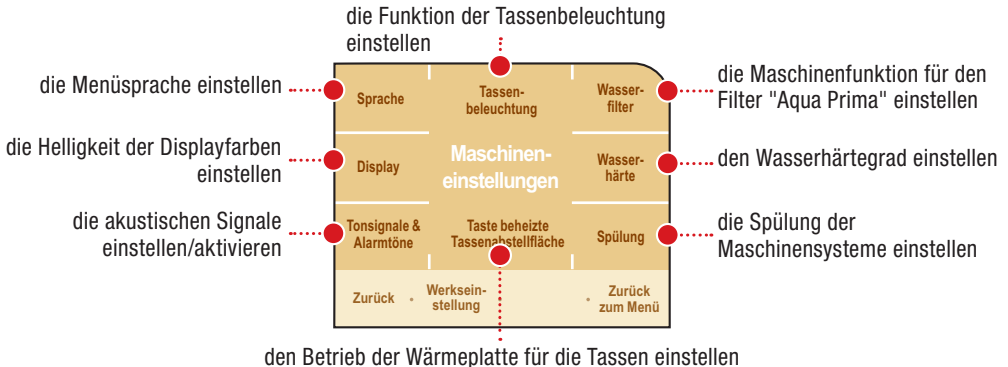 die Funktion der Tassenbeleuchtung
einstellen
die Menüsprache einstellen
die Helligkeit der Displayfarben
einstellen
die akustischen Signale
einstellen/aktivieren
Sprache
Tassen-
beleuchtung
Wasser-
filter
Display
Maschinen-
einstellungen
Wasser-
härte
Tonsignale &
Alarmtöne
Taste beheizte
Tassenabstellfläche
Spülung
Zurück
Werksein-
stellung
Zurück
zum Menü
die Maschinenfunktion für den
Filter "Aqua Prima" einstellen
den Wasserhärtegrad einstellen
die Spülung der
Maschinensysteme einstellen
den Betrieb der Wärmeplatte für die Tassen einstellen